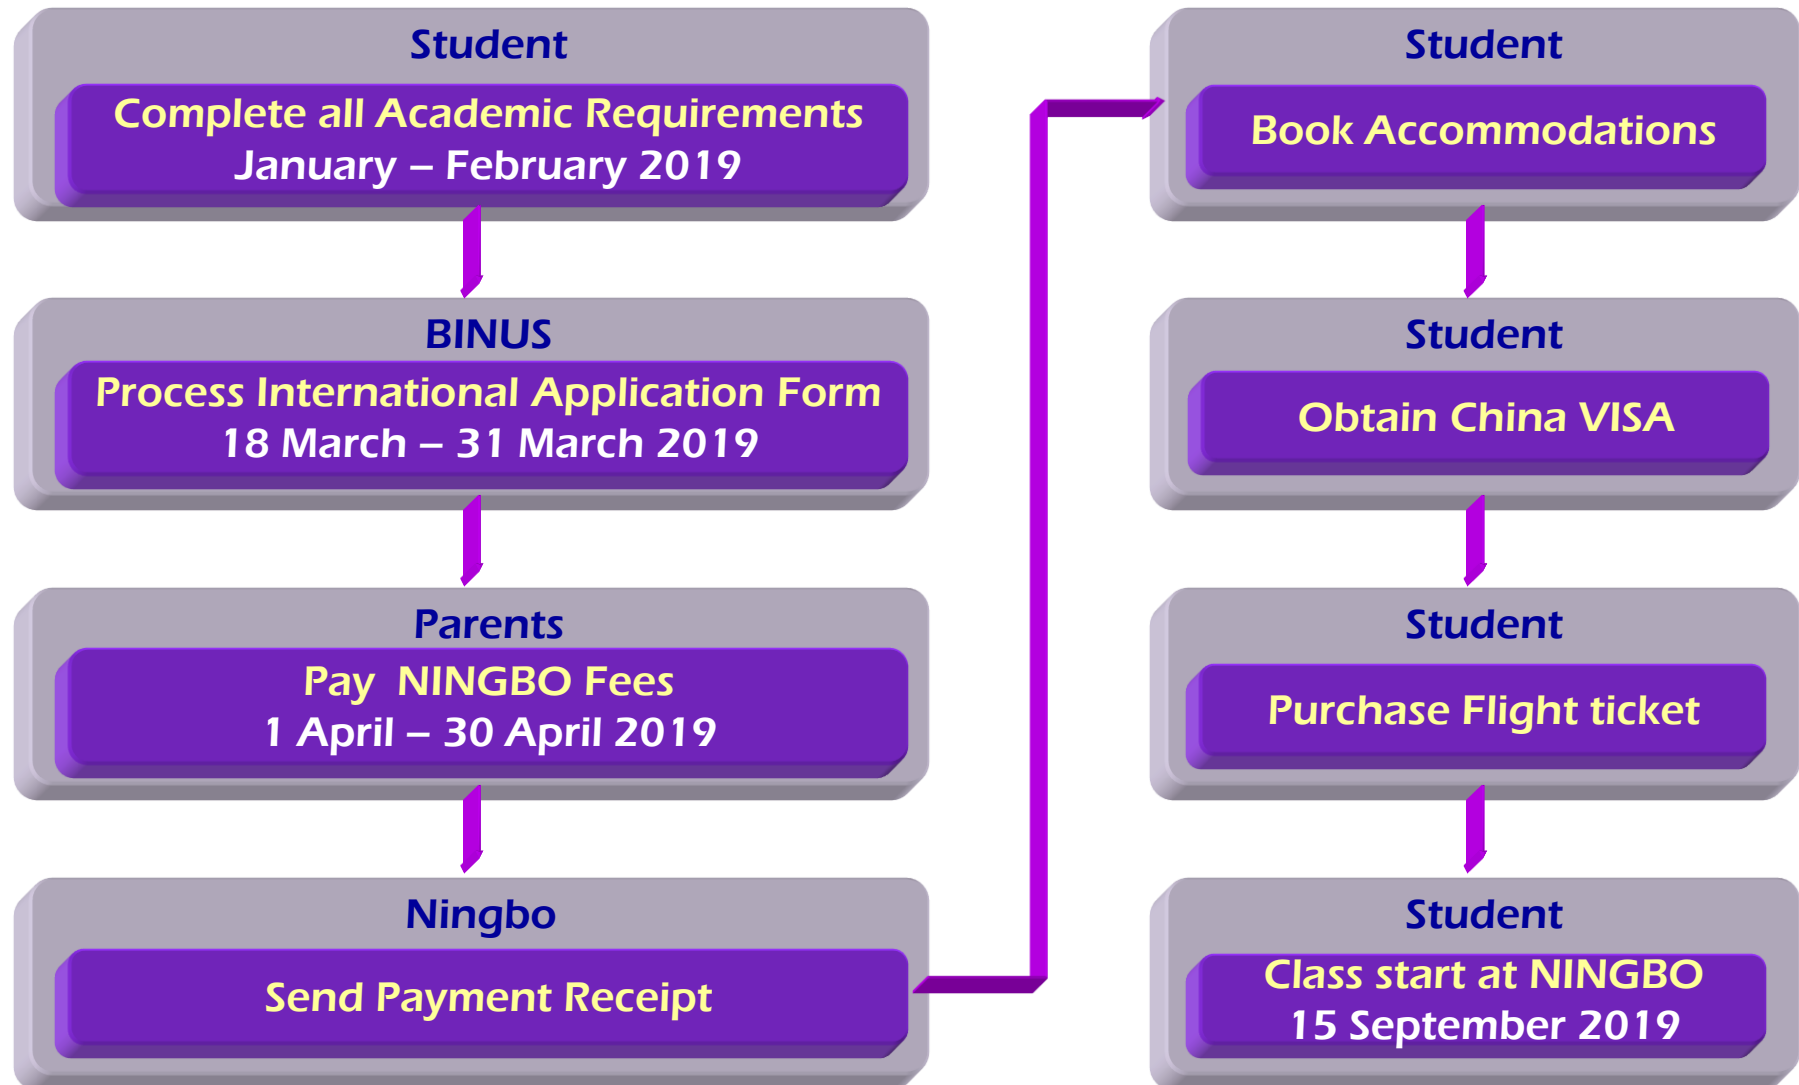 Student
Complete all Academic Requirements
January – February 2019
BINUS
Process International Application Form
18 March – 31 March 2019
Parents
Pay  NINGBO Fees
1 April – 30 April 2019
Ningbo
Send Payment Receipt
Student
Book Accommodations
Student
Obtain China VISA
Student
Purchase Flight ticket
Student
Class start at NINGBO
15 September 2019